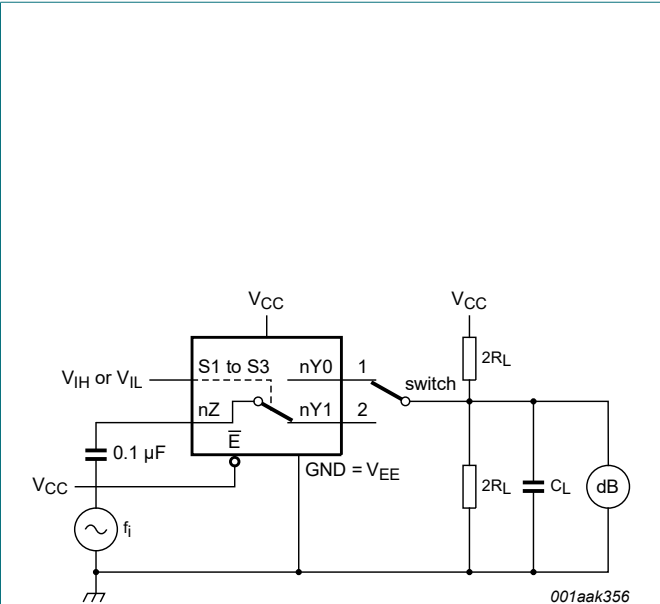 VCC VCC
VIH or VIL S1 to S3 nY0 1 switch 2RL
nZ nY1 2
E̅
0.1 µF
VCC GND = VEE 2RL CL dB
fi
001aak356